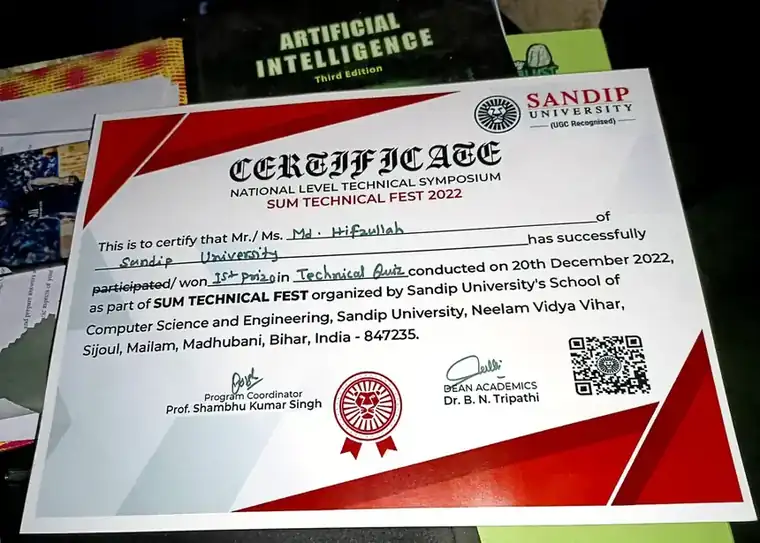 ARTIFICIAL
INTELLIGENCE
Third Edition
SANDIP
UNIVERSITY
(UGC Recognised)
CERTIFICATE
NATIONAL LEVEL TECHNICAL SYMPOSIUM
SUM TECHNICAL FEST 2022
This is to certify that Mr./ Ms. Md. Hifzullah of
Sandip University has successfully
participated/ won 1st prize in Technical Quiz conducted on 20th December 2022,
as part of SUM TECHNICAL FEST organized by Sandip University's School of
Computer Science and Engineering, Sandip University, Neelam Vidya Vihar,
Sijoul, Mailam, Madhubani, Bihar, India - 847235.
Program Coordinator
Prof. Shambhu Kumar Singh
DEAN ACADEMICS
Dr. B. N. Tripathi